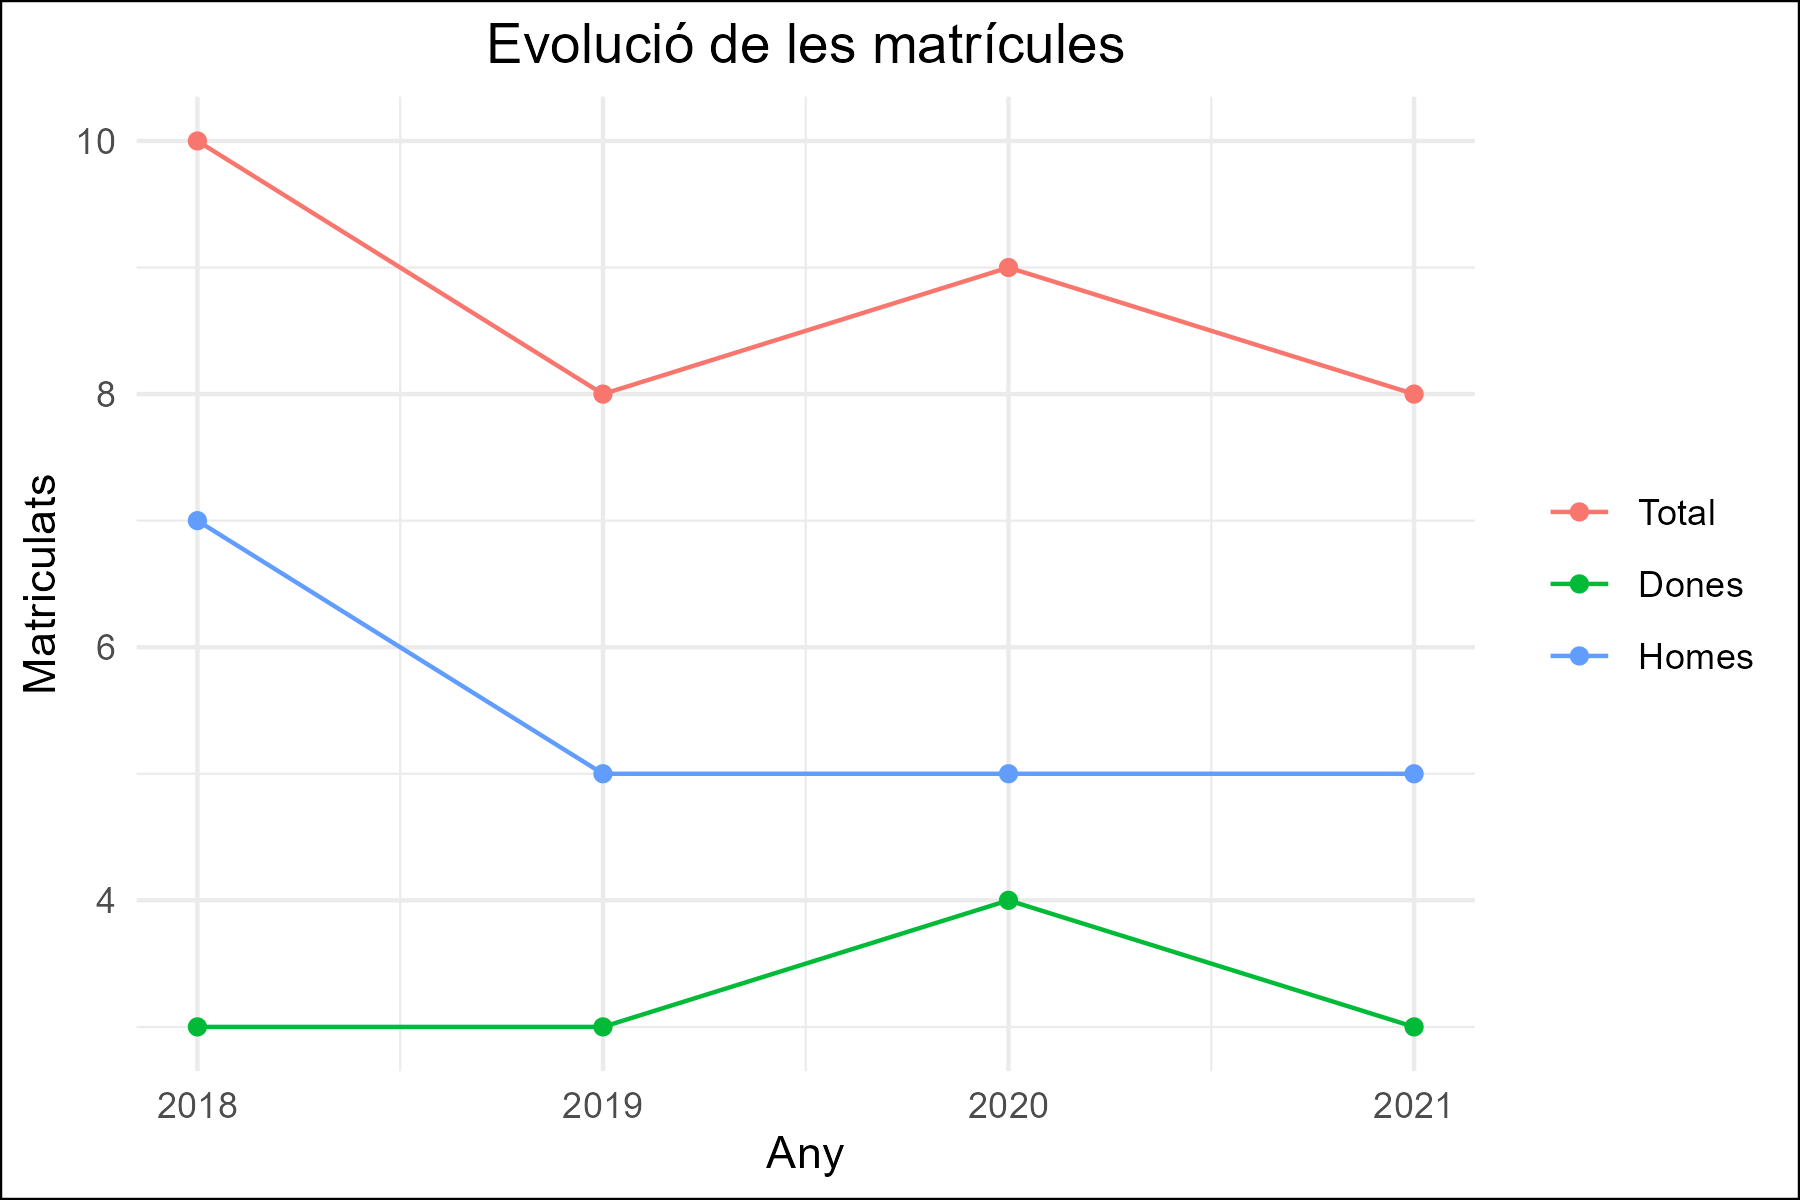 Evolució de les matrícules
10
8
6
4
Matriculats
2018
2019
2020
2021
Any
Total
Dones
Homes